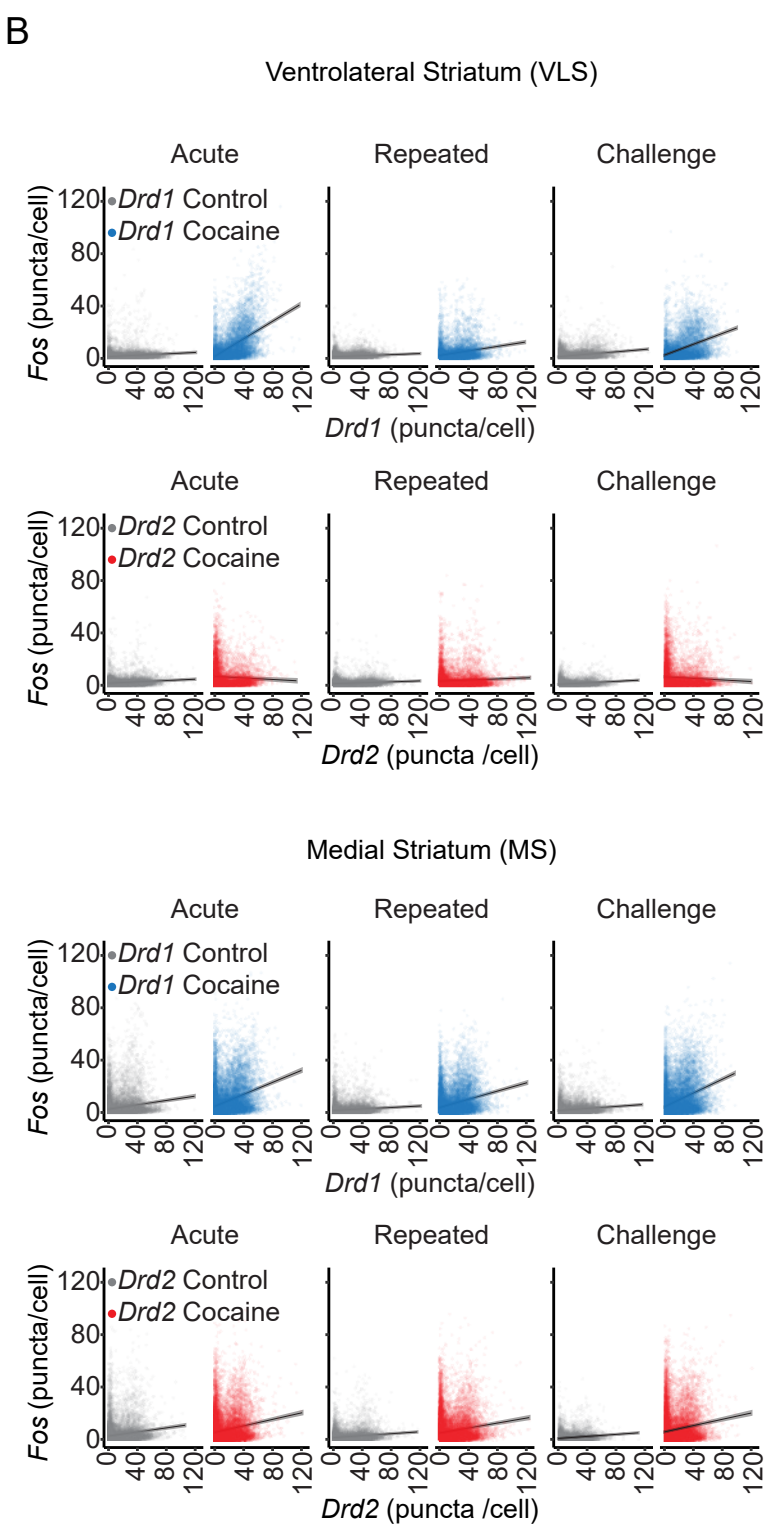 B
Ventrolateral Striatum (VLS)
Acute Repeated Challenge
Fos (puncta/cell)
120 80 40 0
Drd1 Control
Drd1 Cocaine
0 40 80 120 0 40 80 120 0 40 80 120 0 40 80 120 0 40 80 120 0 40 80 120
Drd1 (puncta/cell)
Acute Repeated Challenge
Fos (puncta/cell)
120 80 40 0
Drd2 Control
Drd2 Cocaine
0 40 80 120 0 40 80 120 0 40 80 120 0 40 80 120 0 40 80 120 0 40 80 120
Drd2 (puncta /cell)
Medial Striatum (MS)
Acute Repeated Challenge
Fos (puncta/cell)
120 80 40 0
Drd1 Control
Drd1 Cocaine
0 40 80 120 0 40 80 120 0 40 80 120 0 40 80 120 0 40 80 120 0 40 80 120
Drd1 (puncta/cell)
Acute Repeated Challenge
Fos (puncta/cell)
120 80 40 0
Drd2 Control
Drd2 Cocaine
0 40 80 120 0 40 80 120 0 40 80 120 0 40 80 120 0 40 80 120 0 40 80 120
Drd2 (puncta /cell)